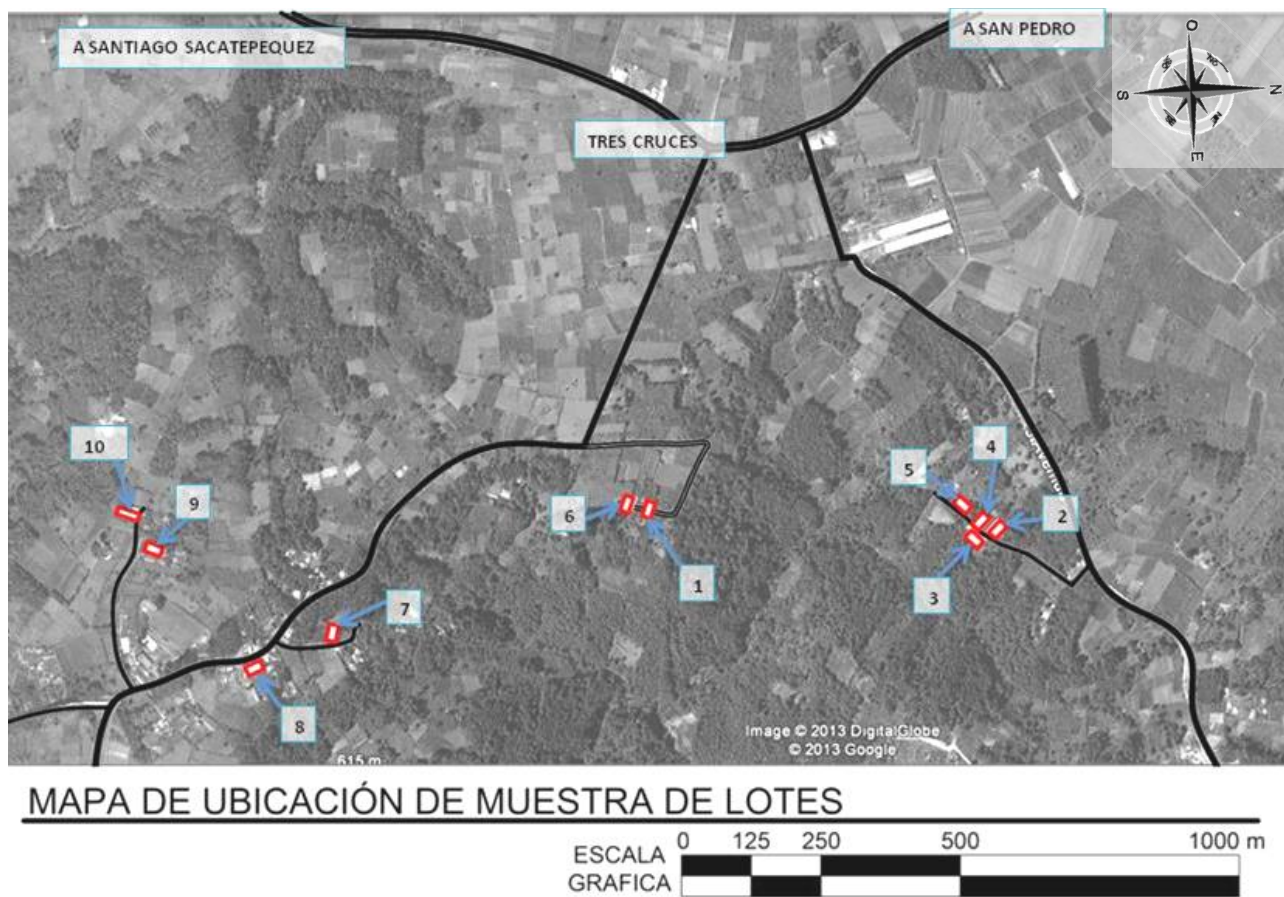 A SANTIAGO SACATEPEQUEZ
A SAN PEDRO
O
S
N
E
TRES CRUCES
10
9
5
4
2
6
1
3
7
8
Image © 2013 DigitalGlobe
© 2013 Google
615 m
MAPA DE UBICACIÓN DE MUESTRA DE LOTES
0 125 250 500 1000 m
ESCALA
GRAFICA